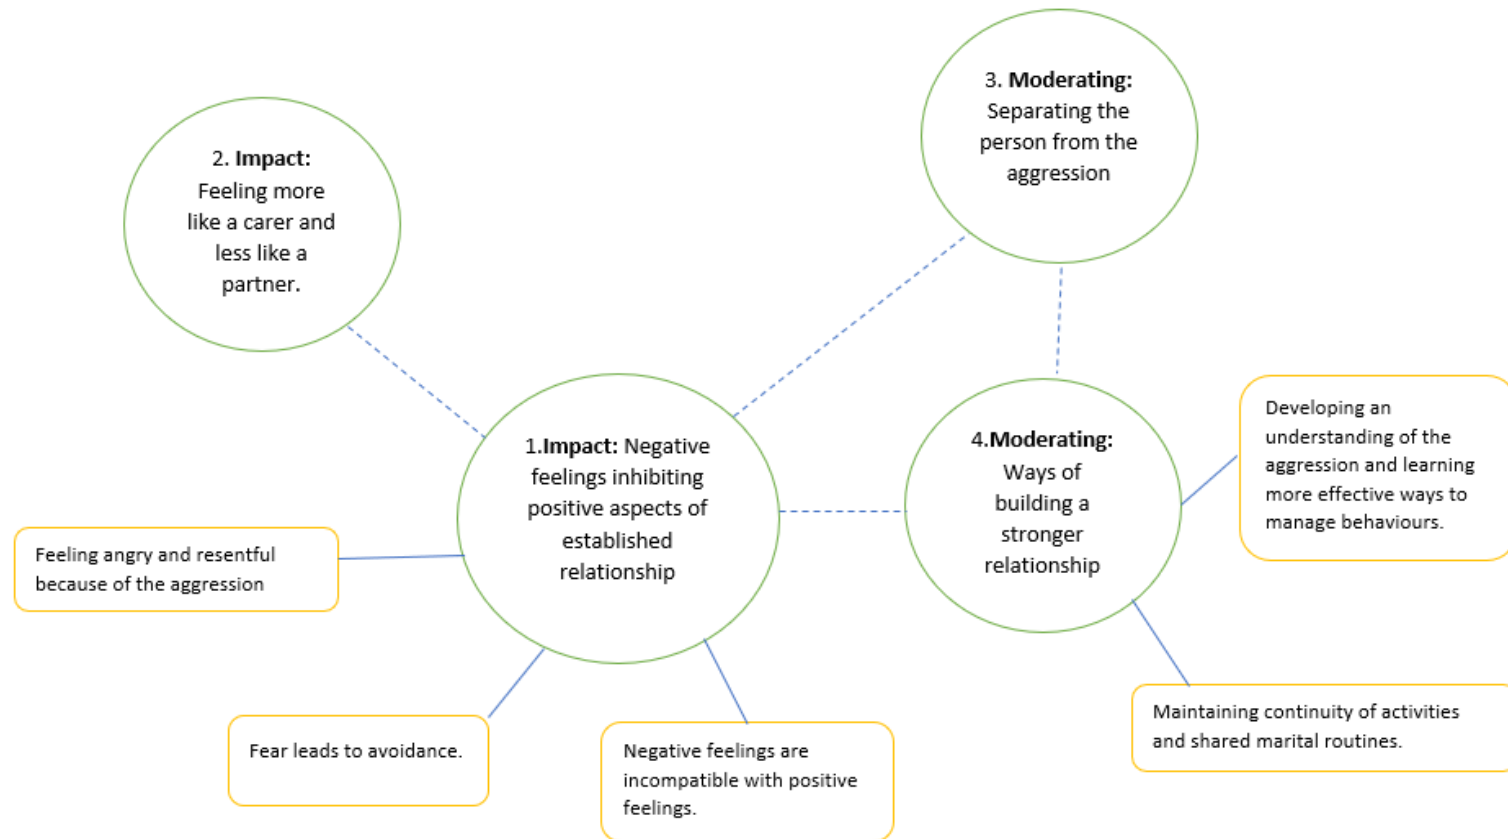 2. Impact:
Feeling more
like a carer and
less like a
partner.
3. Moderating:
Separating the
person from the
aggression
1.Impact: Negative
feelings inhibiting
positive aspects of
established
relationship
4.Moderating:
Ways of
building a
stronger
relationship
Developing an
understanding of the
aggression and learning
more effective ways to
manage behaviours.
Feeling angry and resentful
because of the aggression
Fear leads to avoidance.
Negative feelings are
incompatible with positive
feelings.
Maintaining continuity of activities
and shared marital routines.